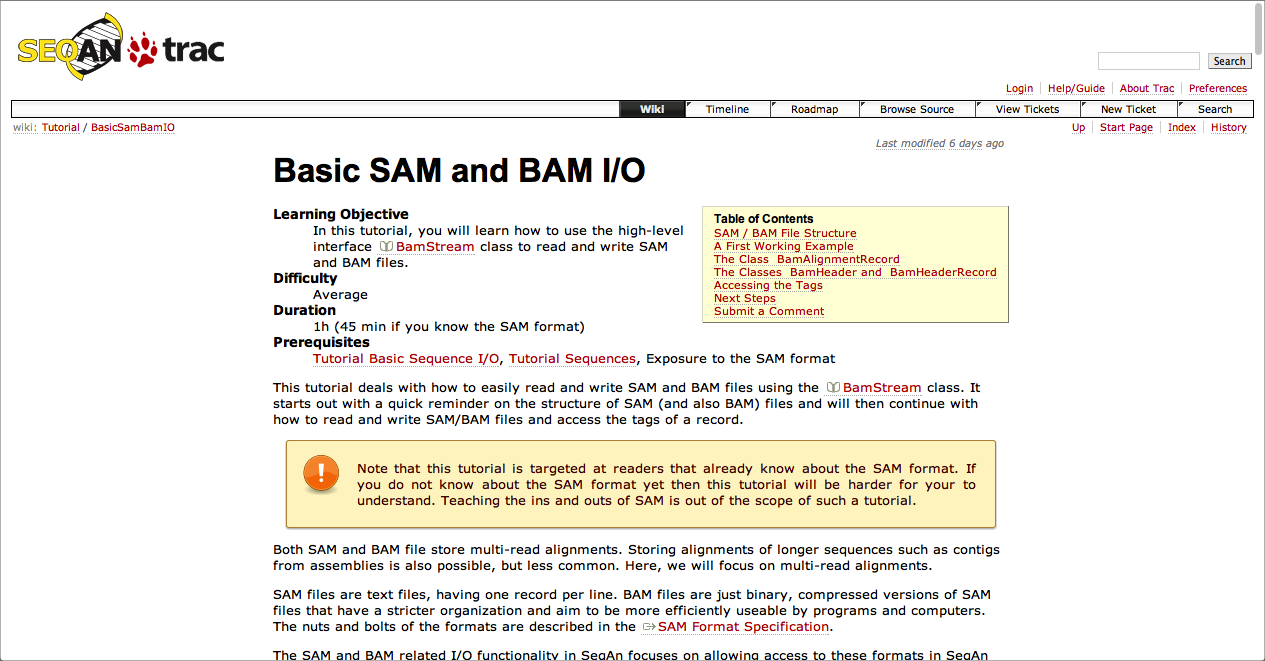 SEQAN trac
Search
Login Help/Guide About Trac Preferences
Wiki Timeline Roadmap Browse Source View Tickets New Ticket Search
wiki: Tutorial / BasicSamBamIO Up Start Page Index History
Last modified 6 days ago
Basic SAM and BAM I/O
Learning Objective
In this tutorial, you will learn how to use the high-level
interface BamStream class to read and write SAM
and BAM files.
Difficulty
Average
Duration
1h (45 min if you know the SAM format)
Prerequisites
Tutorial Basic Sequence I/O, Tutorial Sequences, Exposure to the SAM format
Table of Contents
SAM / BAM File Structure
A First Working Example
The Class BamAlignmentRecord
The Classes BamHeader and BamHeaderRecord
Accessing the Tags
Next Steps
Submit a Comment
This tutorial deals with how to easily read and write SAM and BAM files using the BamStream class. It
starts out with a quick reminder on the structure of SAM (and also BAM) files and will then continue with
how to read and write SAM/BAM files and access the tags of a record.
Note that this tutorial is targeted at readers that already know about the SAM format. If
you do not know about the SAM format yet then this tutorial will be harder for your to
understand. Teaching the ins and outs of SAM is out of the scope of such a tutorial.
Both SAM and BAM file store multi-read alignments. Storing alignments of longer sequences such as contigs
from assemblies is also possible, but less common. Here, we will focus on multi-read alignments.
SAM files are text files, having one record per line. BAM files are just binary, compressed versions of SAM
files that have a stricter organization and aim to be more efficiently useable by programs and computers.
The nuts and bolts of the formats are described in the SAM Format Specification.
The SAM and BAM related I/O functionality in SeqAn focuses on allowing access to these formats in SeqAn